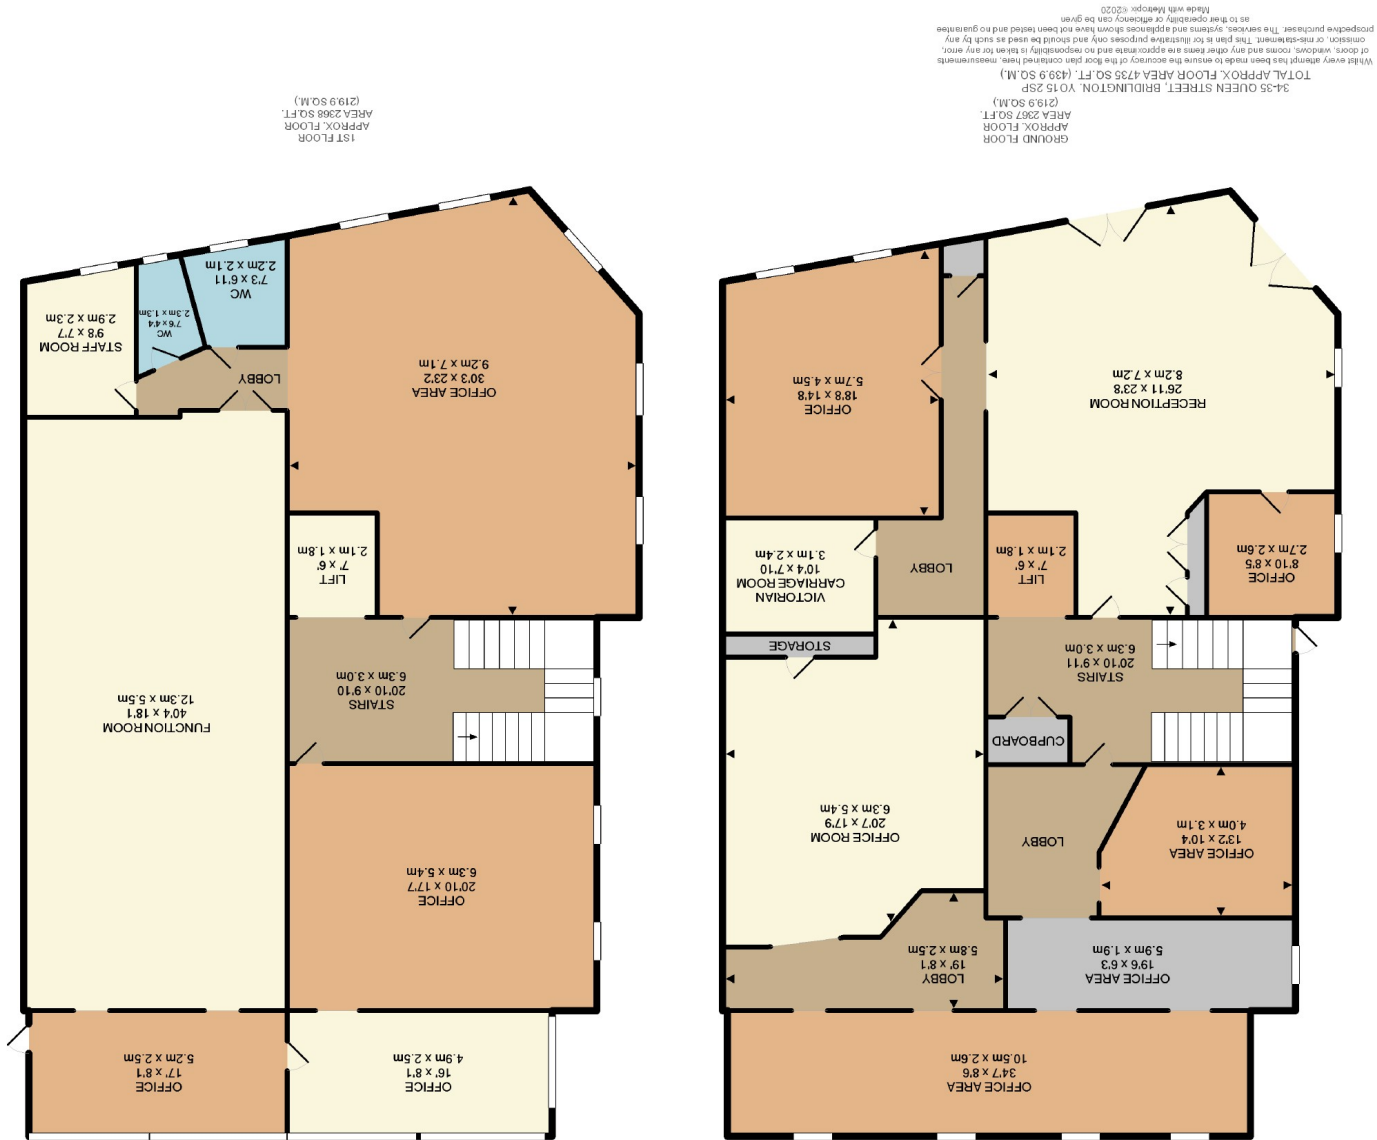 OFFICE AREA
34'7 x 8'6
10.5m x 2.6m
OFFICE AREA
19'6 x 6'3
5.9m x 1.9m
LOBBY
19' x 8'1
5.8m x 2.5m
OFFICE AREA
13'2 x 10'4
4.0m x 3.1m
LOBBY
OFFICE ROOM
20'7 x 17'9
6.3m x 5.4m
CUPBOARD
STAIRS
20'10 x 9'11
6.3m x 3.0m
STORAGE
VICTORIAN
CARRIAGE ROOM
10'4 x 7'10
3.1m x 2.4m
OFFICE
8'10 x 8'5
2.7m x 2.6m
LIFT
7' x 6'
2.1m x 1.8m
LOBBY
RECEPTION ROOM
26'11 x 23'8
8.2m x 7.2m
OFFICE
18'8 x 14'8
5.7m x 4.5m
GROUND FLOOR
APPROX. FLOOR
AREA 2367 SQ.FT.
(219.9 SQ.M.)
OFFICE
16' x 8'1
4.9m x 2.5m
OFFICE
17' x 8'1
5.2m x 2.5m
OFFICE
20'10 x 17'7
6.3m x 5.4m
FUNCTION ROOM
40'4 x 18'1
12.3m x 5.5m
STAIRS
20'10 x 9'10
6.3m x 3.0m
LIFT
7' x 6'
2.1m x 1.8m
OFFICE AREA
30'3 x 23'2
9.2m x 7.1m
LOBBY
STAFF ROOM
9'8 x 7'7
2.9m x 2.3m
WC
7'6 x 4'4
2.3m x 1.3m
WC
7'3 x 6'11
2.2m x 2.1m
1ST FLOOR
APPROX. FLOOR
AREA 2368 SQ.FT.
(219.9 SQ.M.)
34-35 QUEEN STREET, BRIDLINGTON. YO15 2SP
TOTAL APPROX. FLOOR AREA 4735 SQ.FT. (439.9 SQ.M.)
Whilst every attempt has been made to ensure the accuracy of the floor plan contained here, measurements
of doors, windows, rooms and any other items are approximate and no responsibility is taken for any error,
omission, or mis-statement. This plan is for illustrative purposes only and should be used as such by any
prospective purchaser. The services, systems and appliances shown have not been tested and no guarantee
as to their operability or efficiency can be given
Made with Metropix ©2020